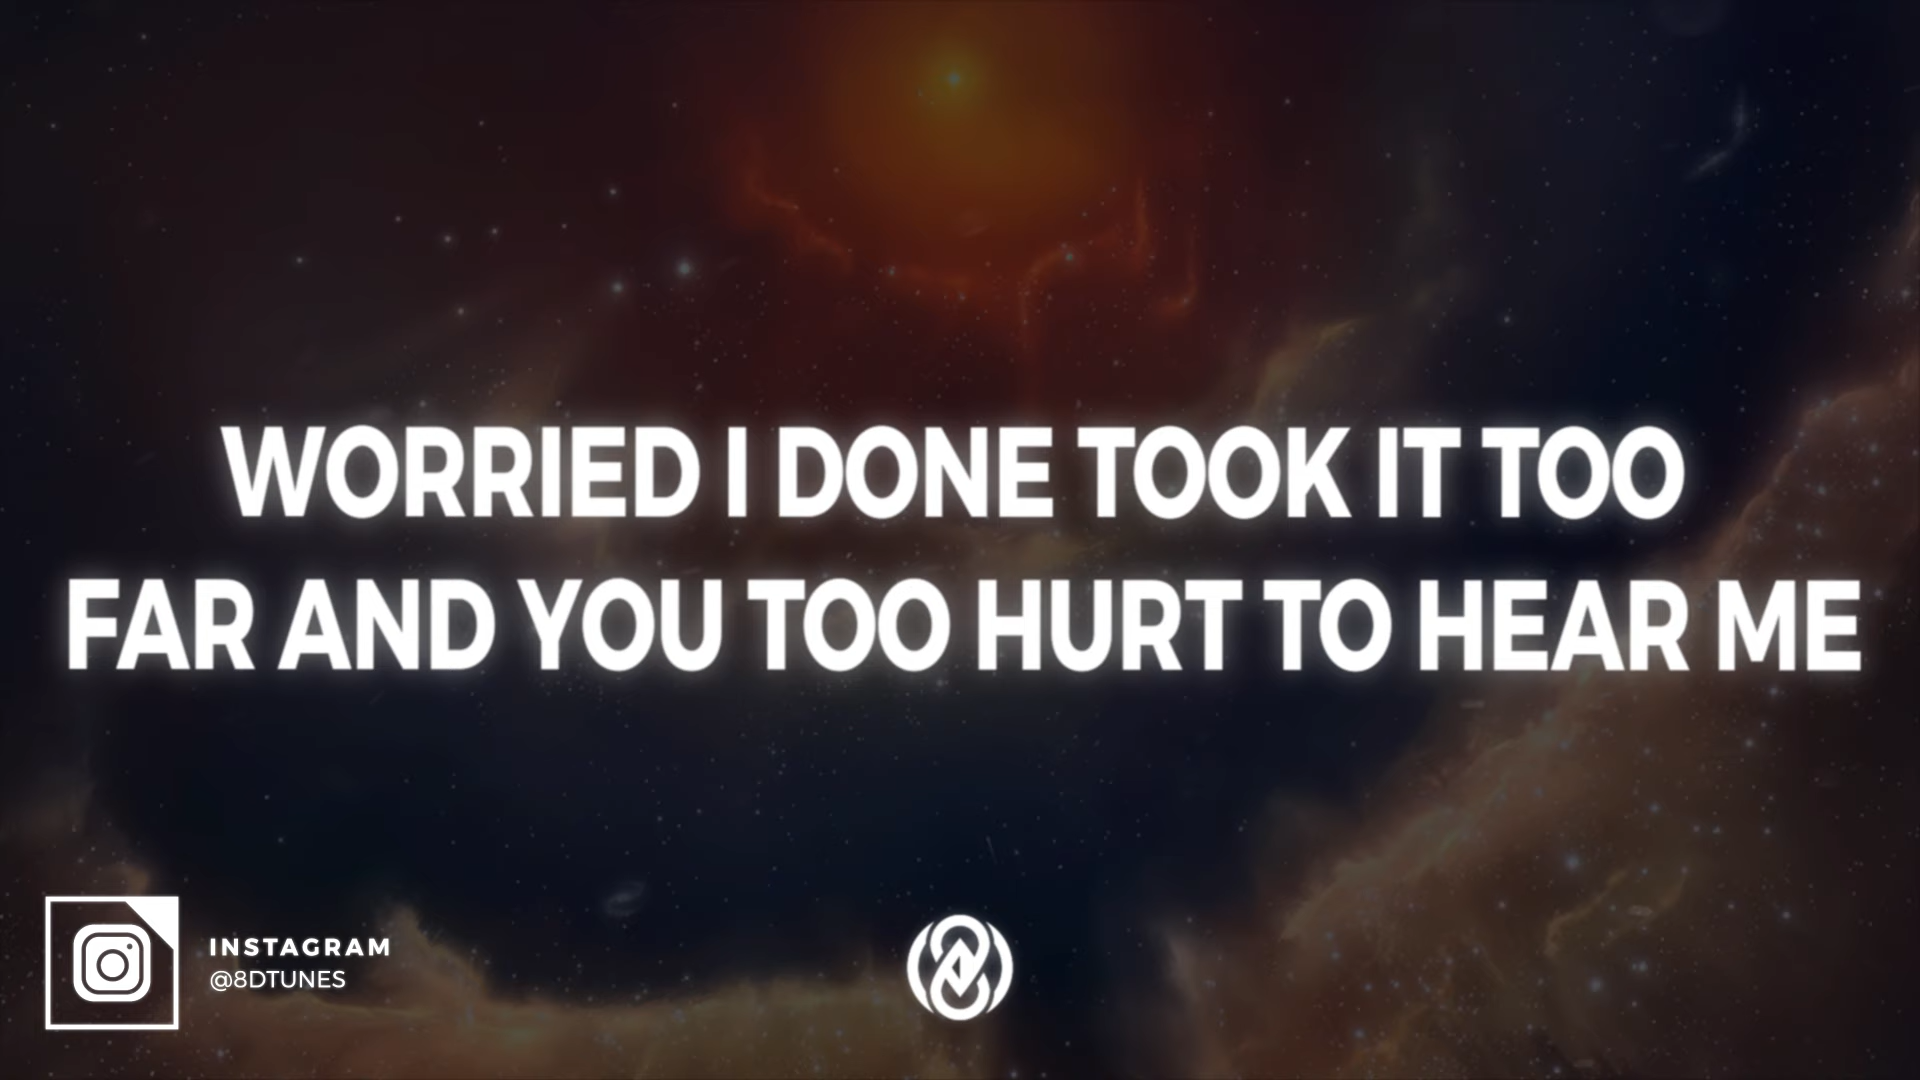 WORRIED I DONE TOOK IT TOO
FAR AND YOU TOO HURT TO HEAR ME
INSTAGRAM
@8DTUNES